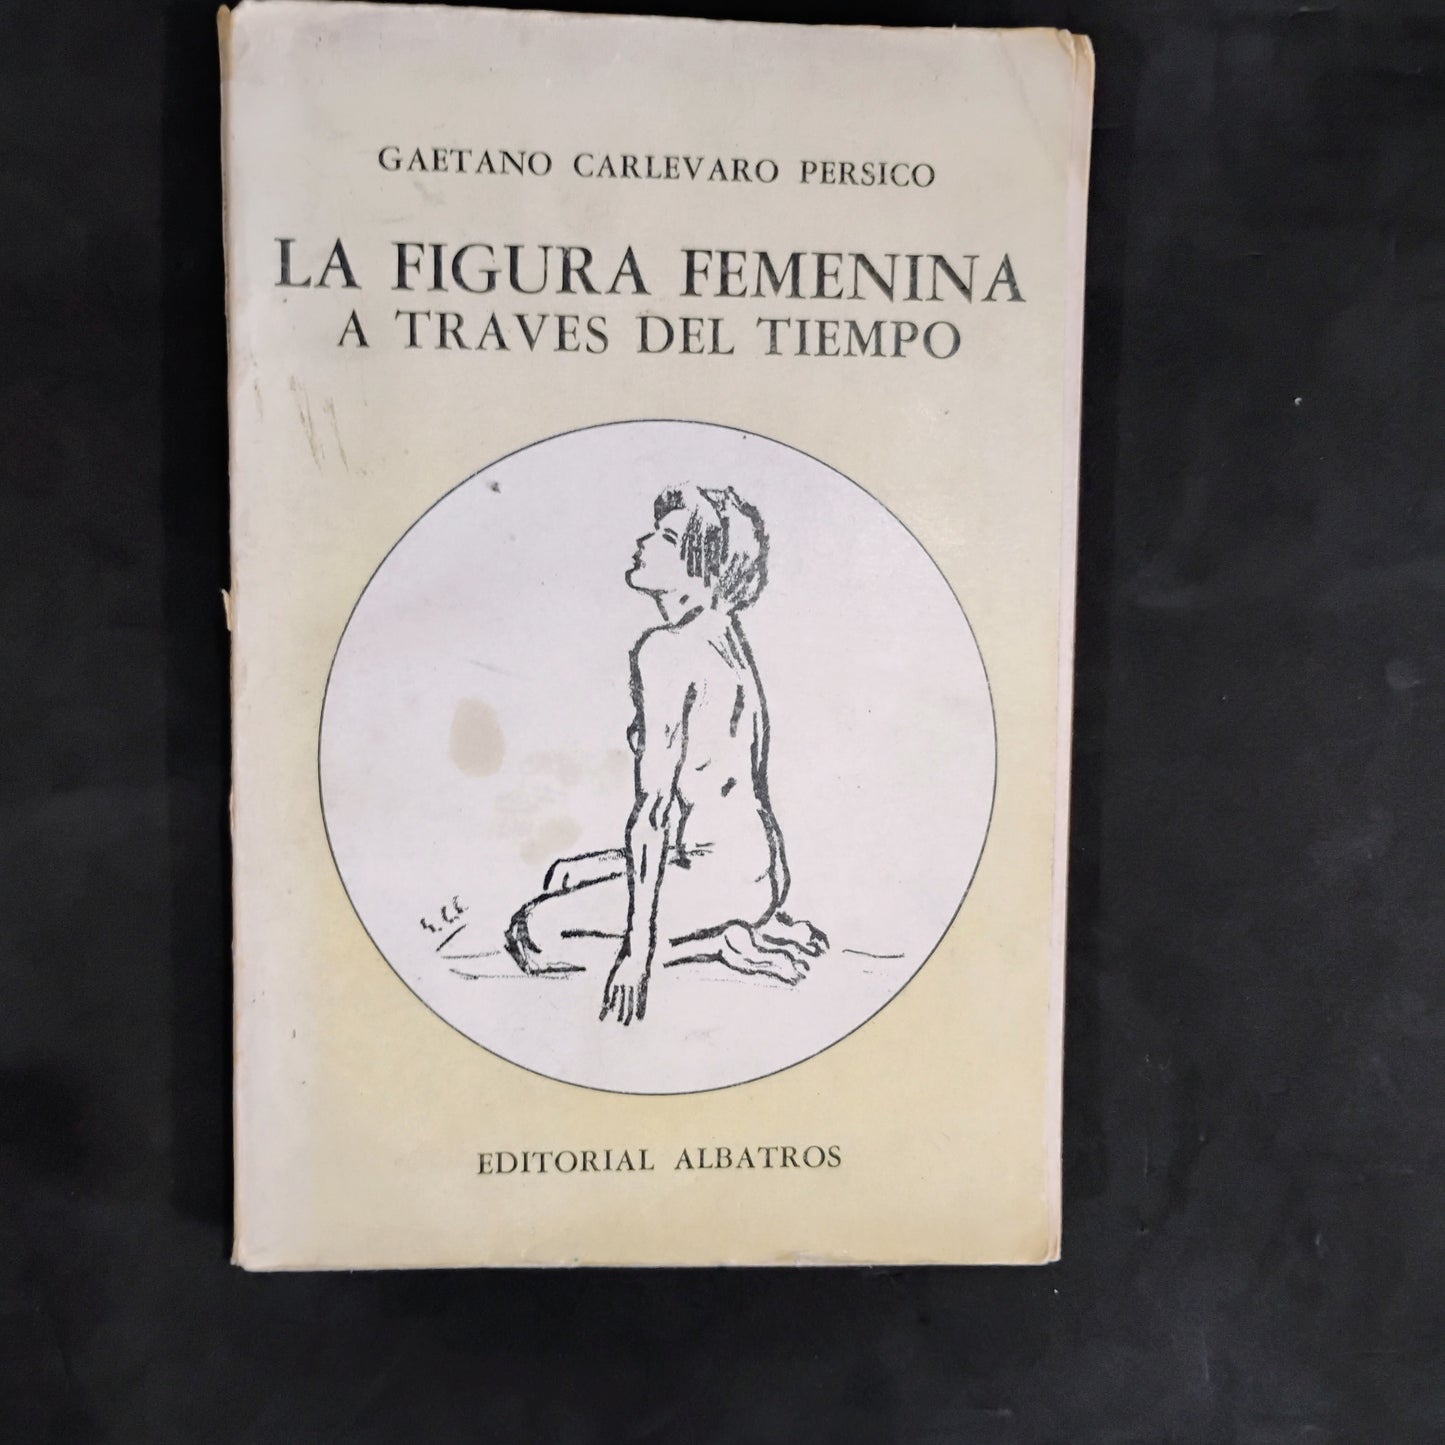 GAETANO CARLEVARO PERSICO
LA FIGURA FEMENINA
A TRAVES DEL TIEMPO
EDITORIAL ALBATROS